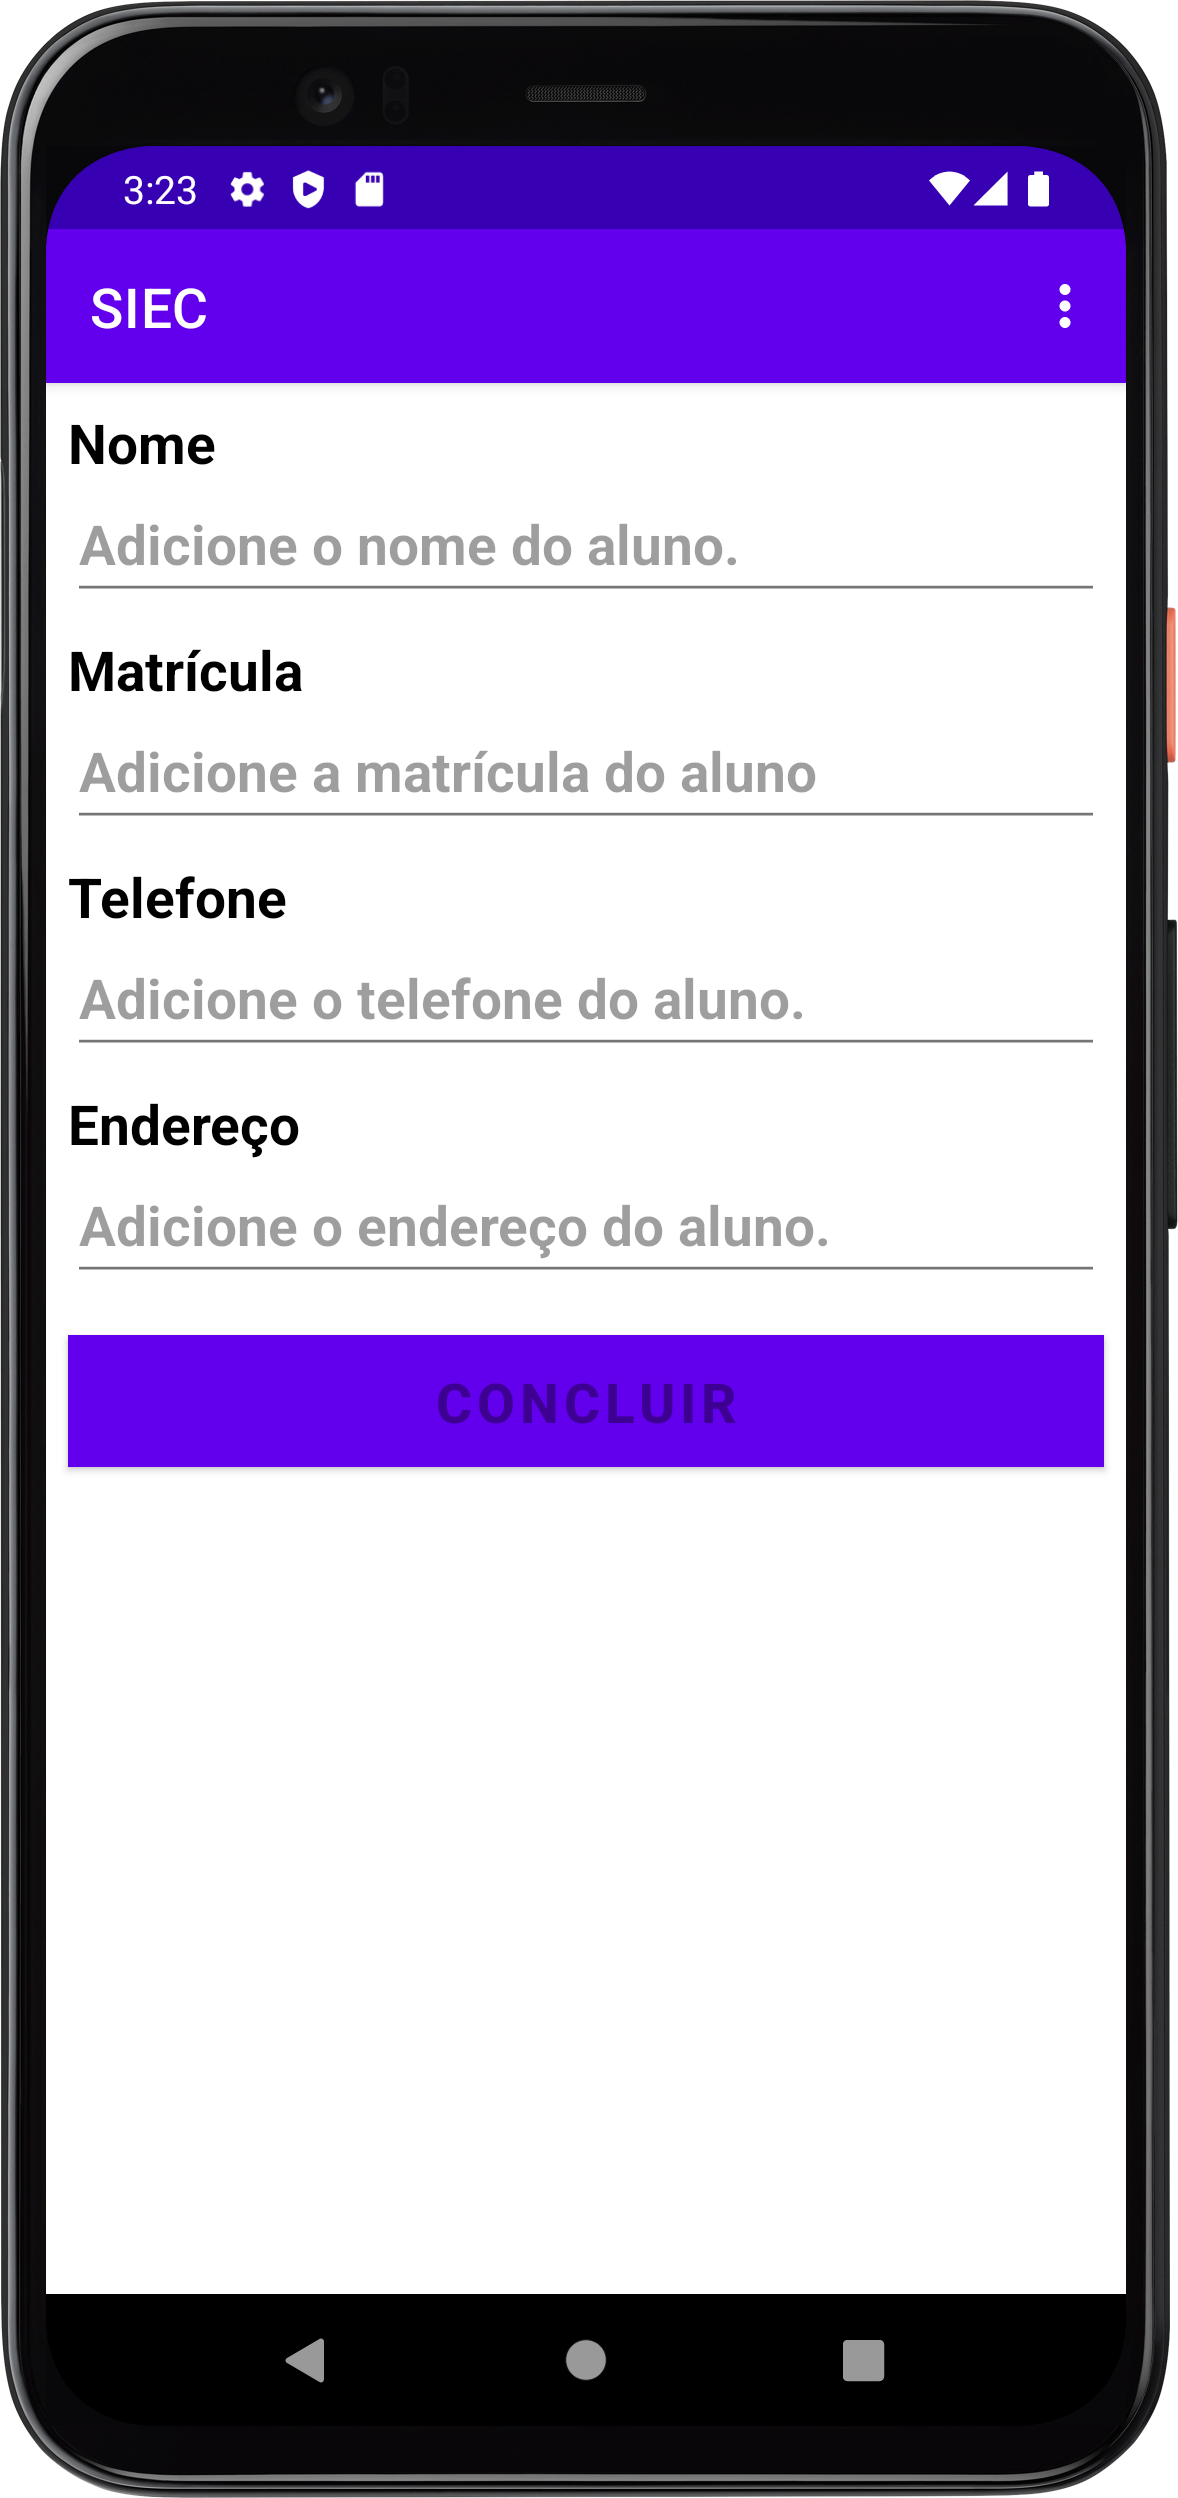 3:23
SIEC
Nome
Adicione o nome do aluno.
Matrícula
Adicione a matrícula do aluno
Telefone
Adicione o telefone do aluno.
Endereço
Adicione o endereço do aluno.
CONCLUIR